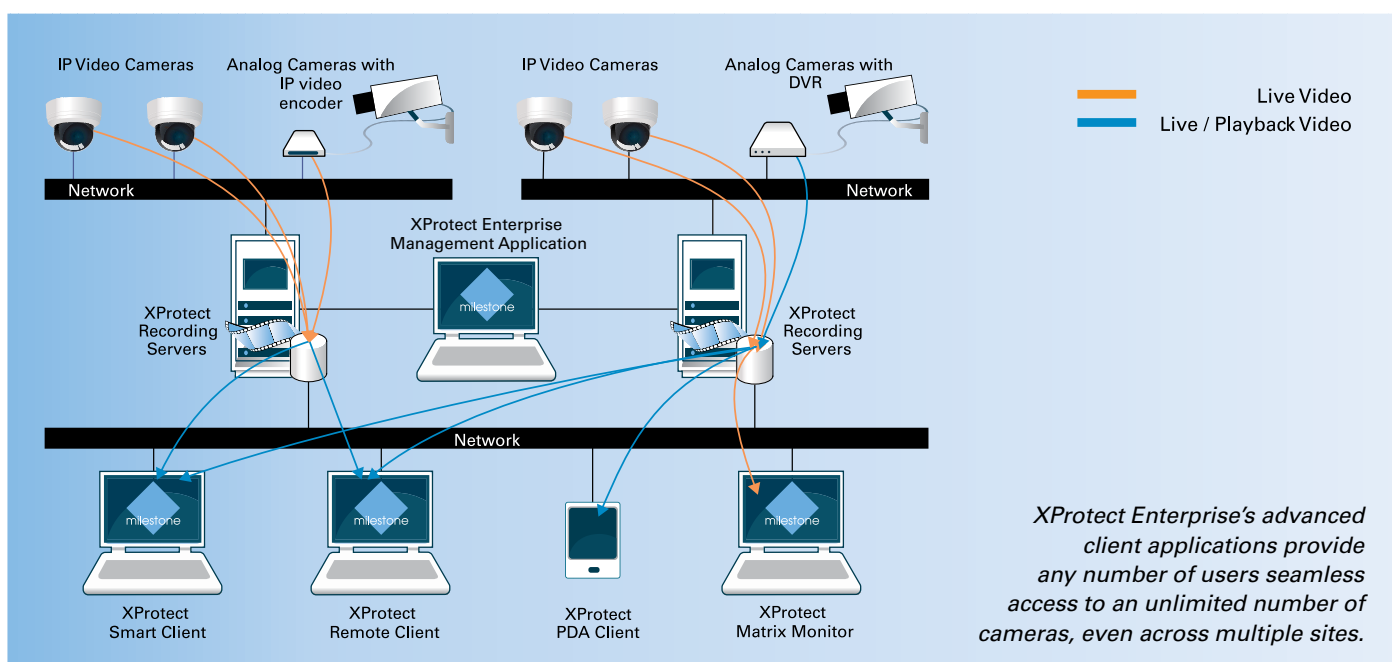 IP Video Cameras
Analog Cameras with
IP video
encoder
IP Video Cameras
Analog Cameras with
DVR
Live Video
Live / Playback Video
Network
Network
XProtect Enterprise
Management Application
milestone
XProtect
Recording
Servers
XProtect
Recording
Servers
Network
milestone
milestone
milestone
XProtect
Smart Client
XProtect
Remote Client
XProtect
PDA Client
XProtect
Matrix Monitor
XProtect Enterprise's advanced
client applications provide
any number of users seamless
access to an unlimited number of
cameras, even across multiple sites.